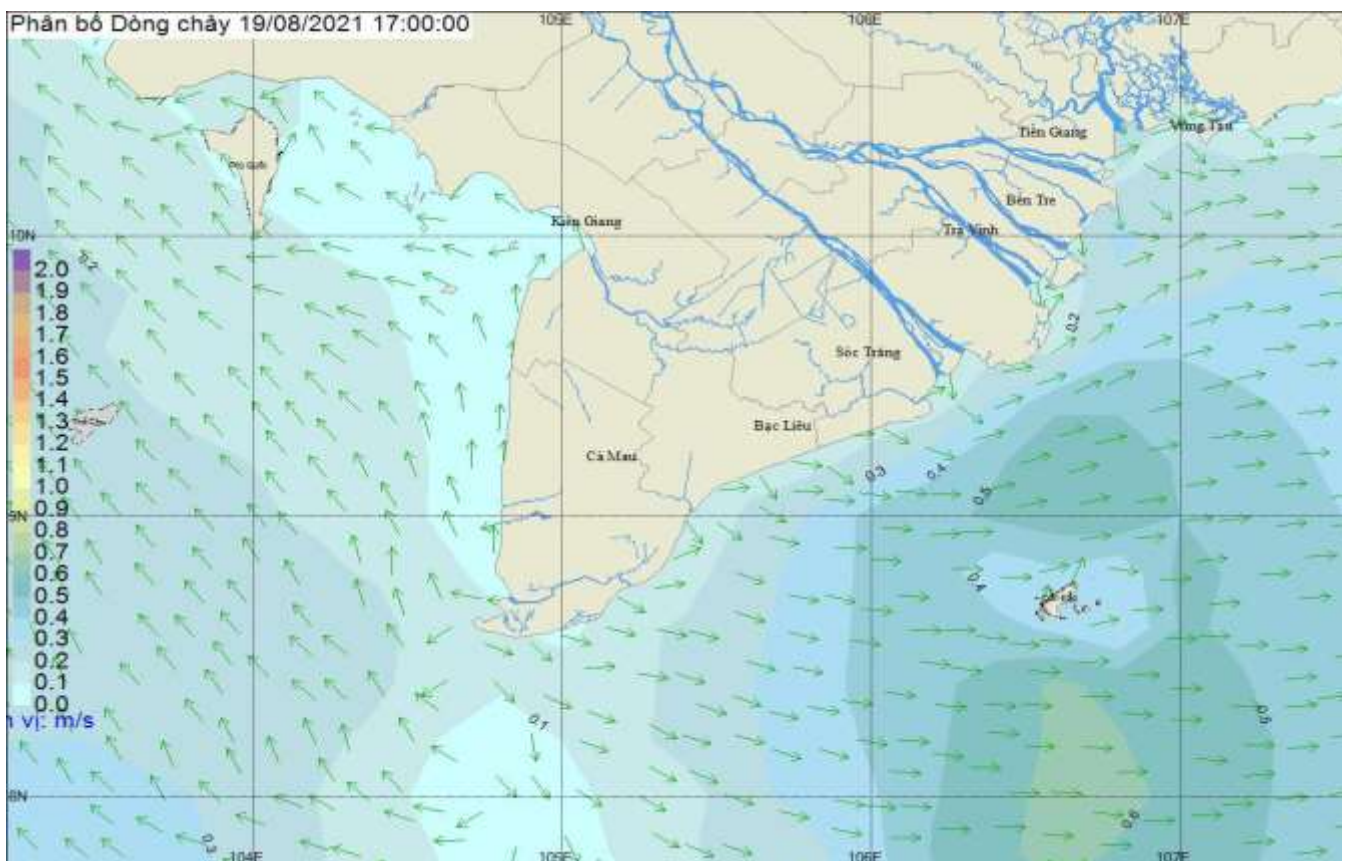 Phân bố Dòng chảy 19/08/2021 17:00:00
105E
106E
107E
Tiền Giang
Vũng Tàu
Phú Quốc
Bến Tre
Kiên Giang
Trà Vinh
10N
0.2
2.0
1.9
1.8
1.7
1.6
1.5
1.4
1.3
1.2
1.1
1.0
0.9
0.8
0.7
0.6
0.5
0.4
0.3
0.2
0.1
0.0
n vị: m/s
0.2
Sóc Trăng
Bạc Liêu
Cà Mau
0.3
0.4
0.5
9N
0.4
0.1
0.5
8N
0.6
0.3
104E
105E
106E
107E